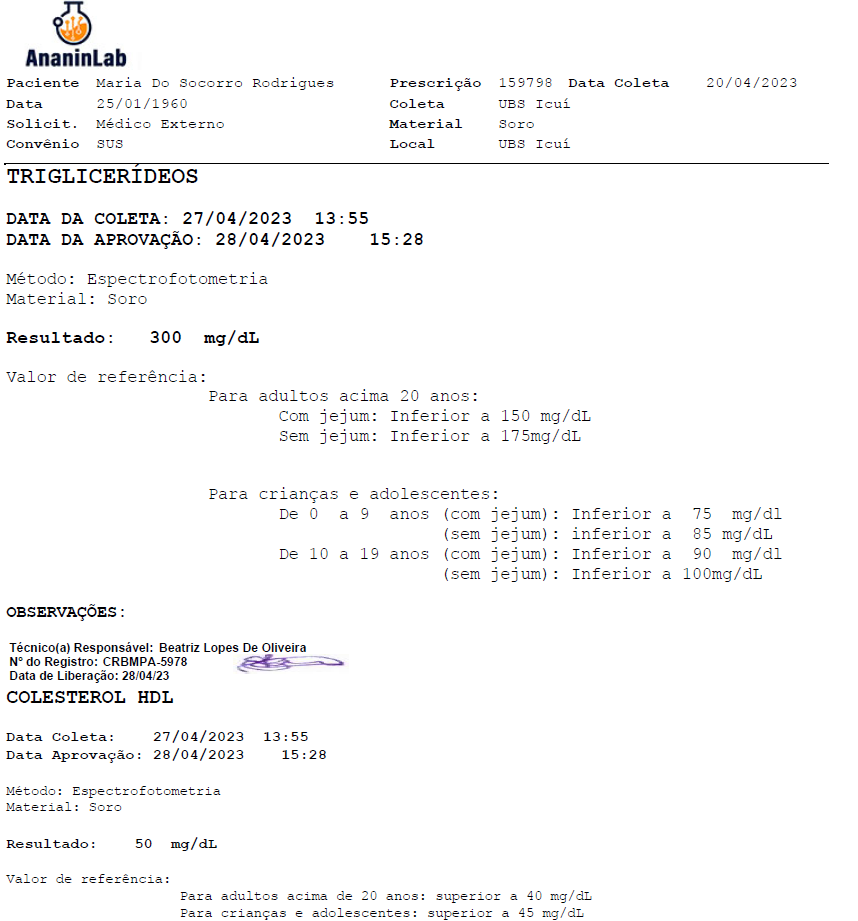 AnaninLab
Paciente Maria Do Socorro Rodrigues Prescrição 159798 Data Coleta 20/04/2023
Data 25/01/1960 Coleta UBS Icuí
Solicit. Médico Externo Material Soro
Convênio SUS Local UBS Icuí
TRIGLICERÍDEOS
DATA DA COLETA: 27/04/2023 13:55
DATA DA APROVAÇÃO: 28/04/2023 15:28
Método: Espectrofotometria
Material: Soro
Resultado: 300 mg/dL
Valor de referência:
Para adultos acima 20 anos:
Com jejum: Inferior a 150 mg/dL
Sem jejum: Inferior a 175mg/dL
Para crianças e adolescentes:
De 0 a 9 anos (com jejum): Inferior a 75 mg/dl
(sem jejum): inferior a 85 mg/dL
De 10 a 19 anos (com jejum): Inferior a 90 mg/dl
(sem jejum): Inferior a 100mg/dL
OBSERVAÇÕES:
Técnico(a) Responsável: Beatriz Lopes De Oliveira
Nº do Registro: CRBMPA-5978
Data de Liberação: 28/04/23
COLESTEROL HDL
Data Coleta: 27/04/2023 13:55
Data Aprovação: 28/04/2023 15:28
Método: Espectrofotometria
Material: Soro
Resultado: 50 mg/dL
Valor de referência:
Para adultos acima de 20 anos: superior a 40 mg/dL
Para crianças e adolescentes: superior a 45 mg/dL